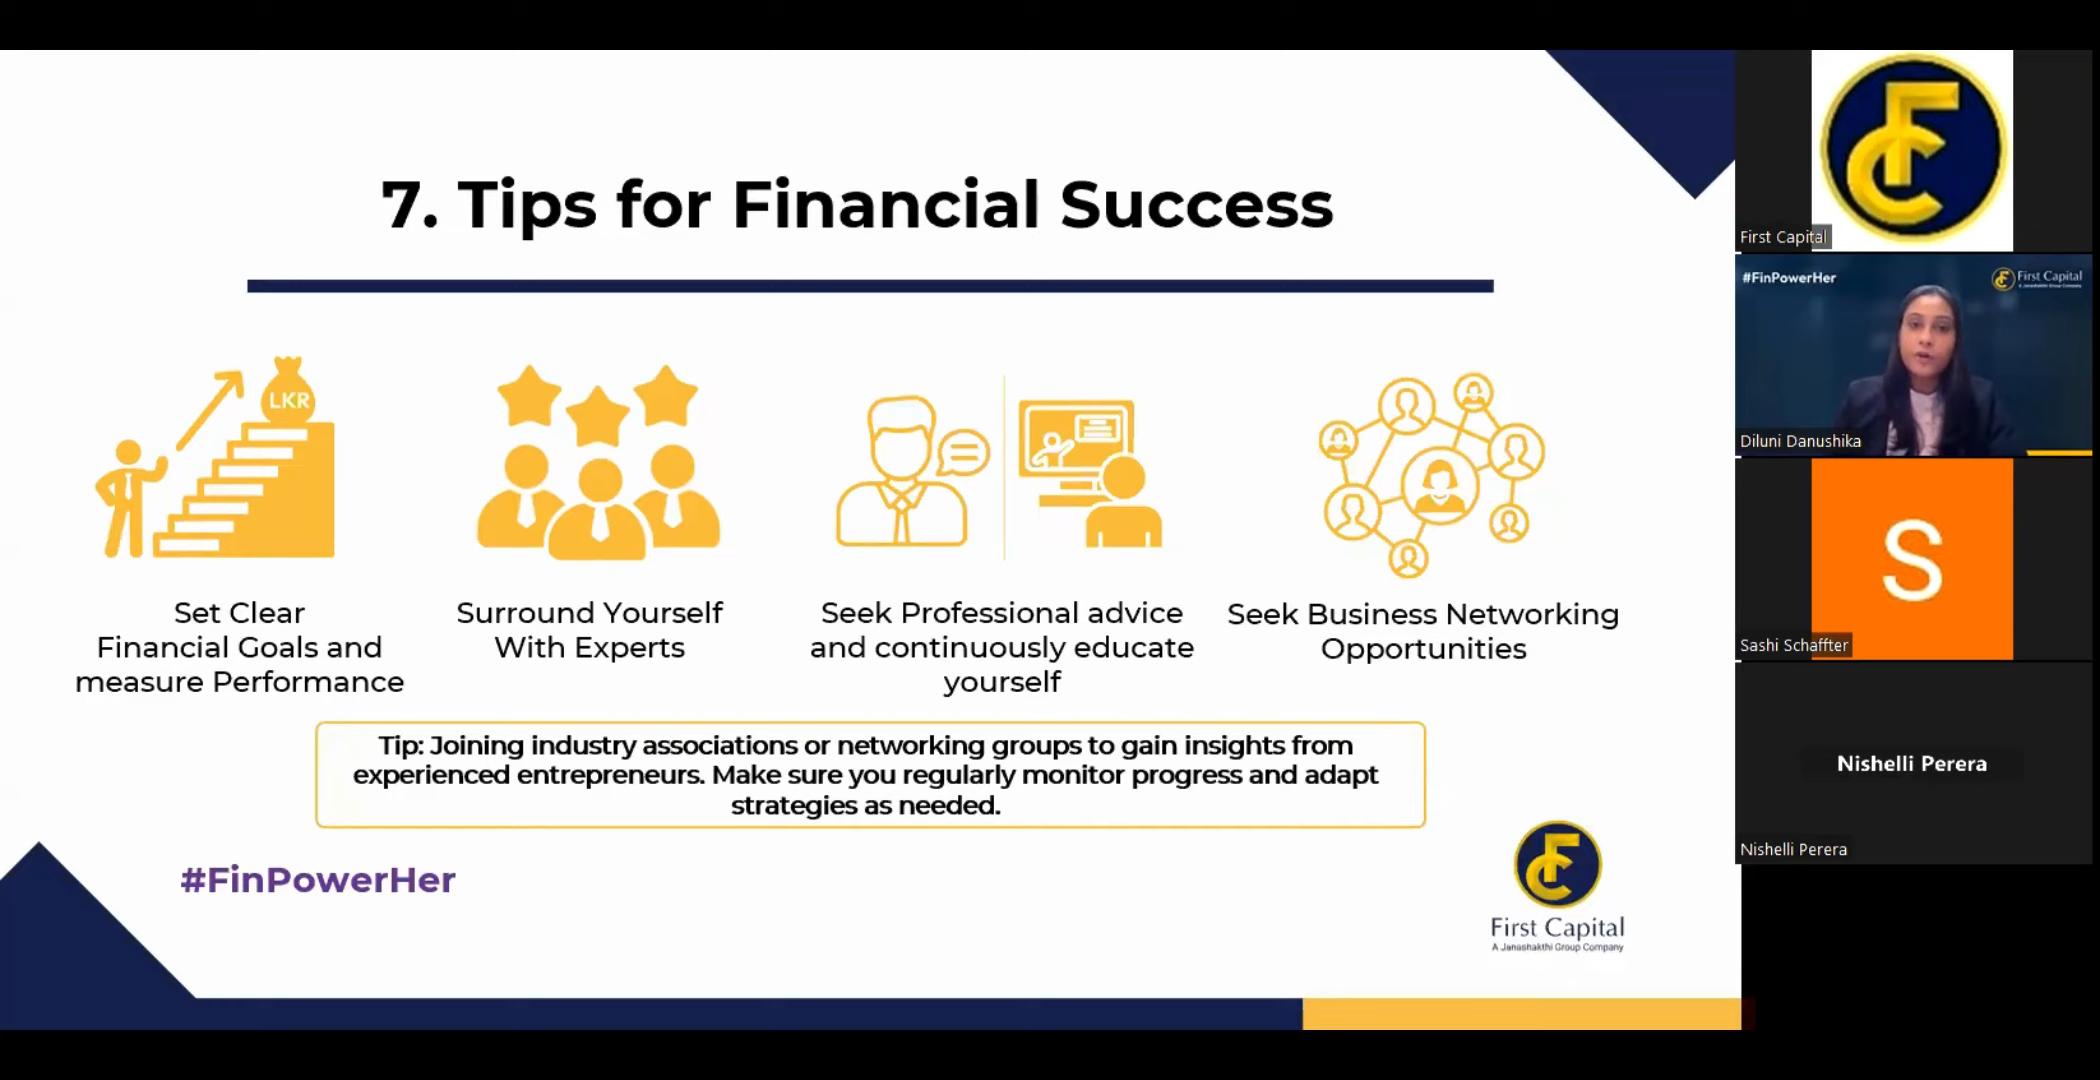 7. Tips for Financial Success
LKR
Set Clear
Financial Goals and
measure Performance
Surround Yourself
With Experts
Seek Professional advice
and continuously educate
yourself
Seek Business Networking
Opportunities
Tip: Joining industry associations or networking groups to gain insights from
experienced entrepreneurs. Make sure you regularly monitor progress and adapt
strategies as needed.
#FinPowerHer
First Capital
A Janashakthi Group Company
First Capital
#FinPowerHer
First Capital
A Janashakthi Group Company
Diluni Danushika
S
Sashi Schaffter
Nishelli Perera
Nishelli Perera